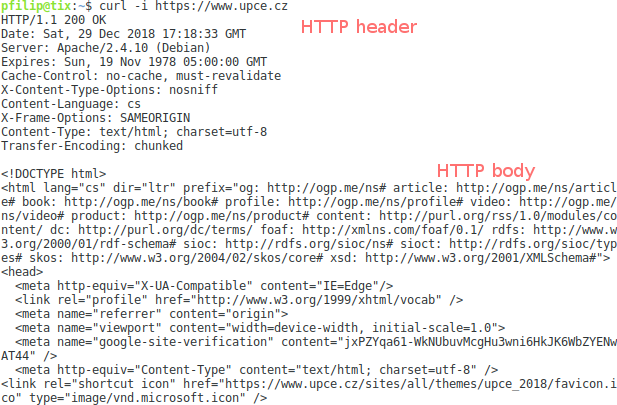 pfilip@tix:~$ curl -i https://www.upce.cz
HTTP/1.1 200 OK
HTTP header
Date: Sat, 29 Dec 2018 17:18:33 GMT
Server: Apache/2.4.10 (Debian)
Expires: Sun, 19 Nov 1978 05:00:00 GMT
Cache-Control: no-cache, must-revalidate
X-Content-Type-Options: nosniff
Content-Language: cs
X-Frame-Options: SAMEORIGIN
Content-Type: text/html; charset=utf-8
Transfer-Encoding: chunked
HTTP body
<!DOCTYPE html>
<html lang="cs" dir="ltr" prefix="og: http://ogp.me/ns# article: http://ogp.me/ns/articl
e# book: http://ogp.me/ns/book# profile: http://ogp.me/ns/profile# video: http://ogp.me/
ns/video# product: http://ogp.me/ns/product# content: http://purl.org/rss/1.0/modules/co
ntent/ dc: http://purl.org/dc/terms/ foaf: http://xmlns.com/foaf/0.1/ rdfs: http://www.w
3.org/2000/01/rdf-schema# sioc: http://rdfs.org/sioc/ns# sioct: http://rdfs.org/sioc/typ
es# skos: http://www.w3.org/2004/02/skos/core# xsd: http://www.w3.org/2001/XMLSchema#">
<head>
  <meta http-equiv="X-UA-Compatible" content="IE=Edge"/>
  <link rel="profile" href="http://www.w3.org/1999/xhtml/vocab" />
  <meta name="referrer" content="origin">
  <meta name="viewport" content="width=device-width, initial-scale=1.0">
  <meta name="google-site-verification" content="jxPZYqa61-WkNUbuvMcgHu3wni6HkJK6WbZYENw
AT44" />
  <meta http-equiv="Content-Type" content="text/html; charset=utf-8" />
<link rel="shortcut icon" href="https://www.upce.cz/sites/all/themes/upce_2018/favicon.i
co" type="image/vnd.microsoft.icon" />